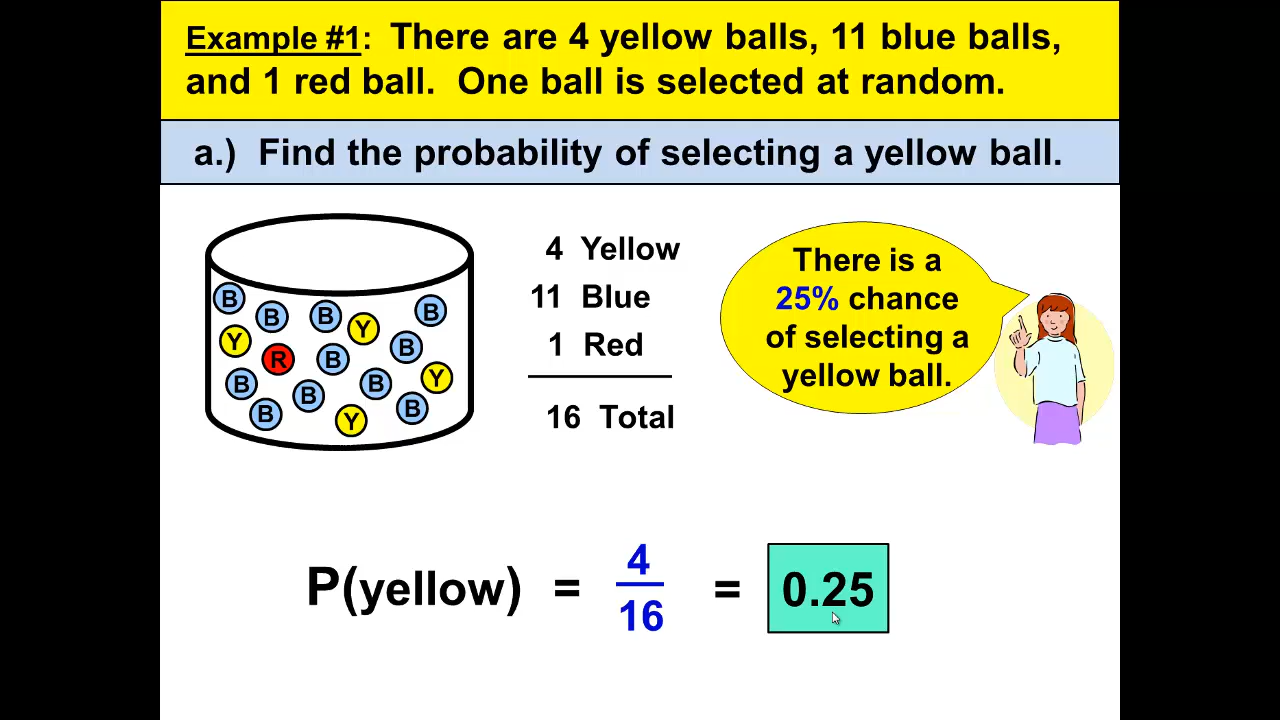 Example #1: There are 4 yellow balls, 11 blue balls,
and 1 red ball. One ball is selected at random.
a.) Find the probability of selecting a yellow ball.
B
B
B
B
Y
Y
R
B
B
B
B
B
Y
B
Y
B
4 Yellow
11 Blue
1 Red
16 Total
There is a
25% chance
of selecting a
yellow ball.
P(yellow) = 4/16 = 0.25